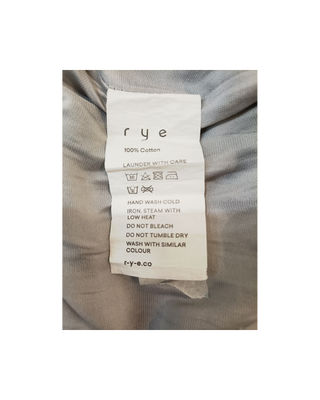 rye
100% Cotton
LAUNDER WITH CARE
HAND WASH COLD
IRON, STEAM WITH
LOW HEAT
DO NOT BLEACH
DO NOT TUMBLE DRY
WASH WITH SIMILAR
COLOUR
r-y-e.co